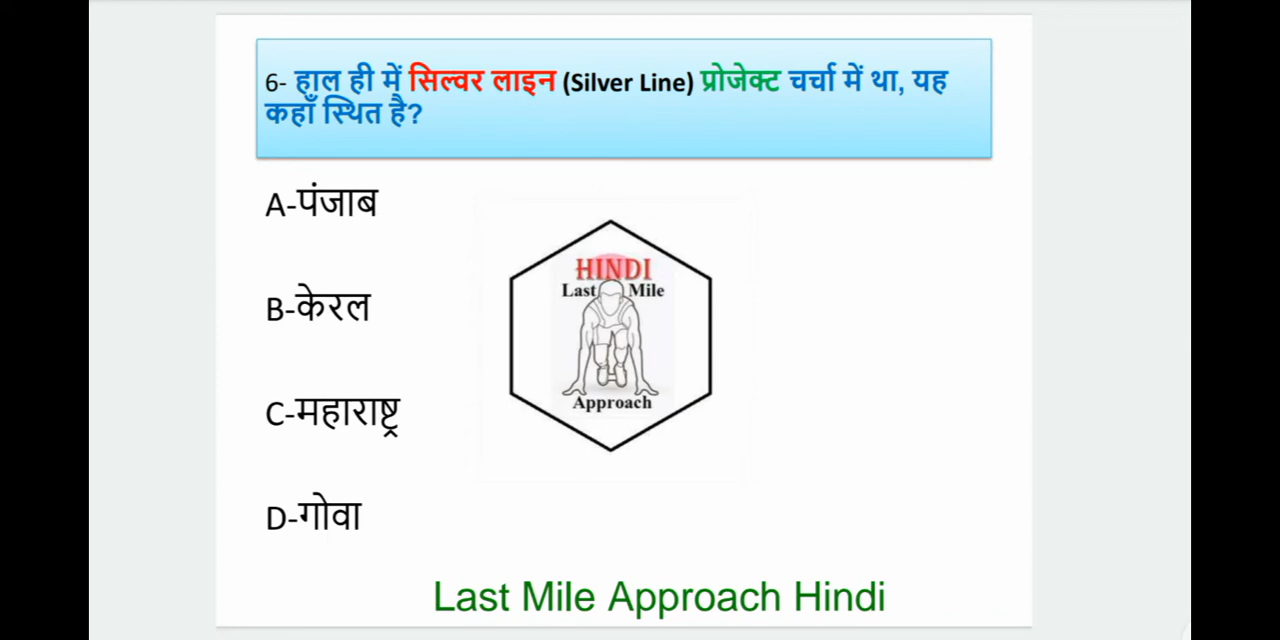 6- हाल ही में सिल्वर लाइन (Silver Line) प्रोजेक्ट चर्चा में था, यह
कहाँ स्थित है?
A-पंजाब
B-केरल
C-महाराष्ट्र
D-गोवा
HINDI
Last Mile
Approach
Last Mile Approach Hindi